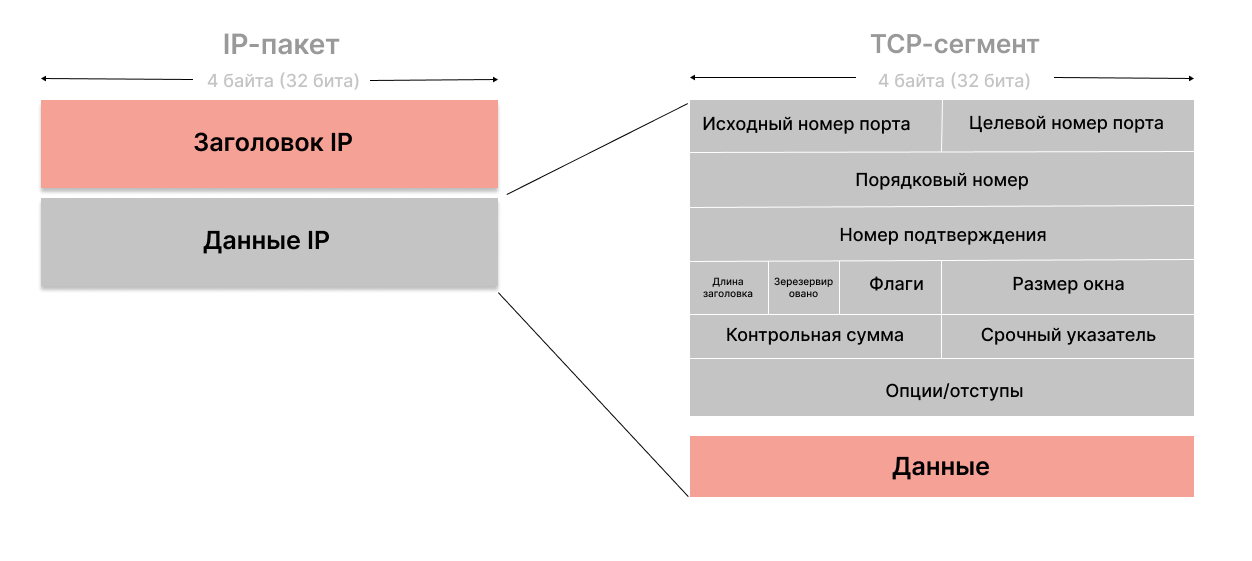 IP-пакет
4 байта (32 бита)
Заголовок IP
Данные IP
TCP-сегмент
4 байта (32 бита)
Исходный номер порта
Целевой номер порта
Порядковый номер
Номер подтверждения
Длина
заголовка
Зерезервир
овано
Флаги
Размер окна
Контрольная сумма
Срочный указатель
Опции/отступы
Данные